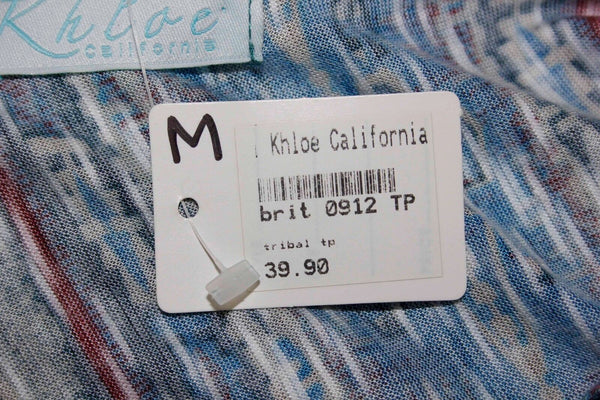 Khloe
california
M
Khloe California
brit 0912 TP
tribal tp
39.90